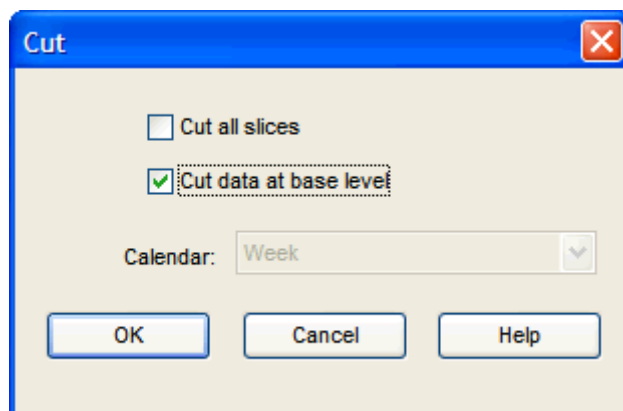 Cut
Cut all slices
Cut data at base level
Calendar: Week
OK Cancel Help